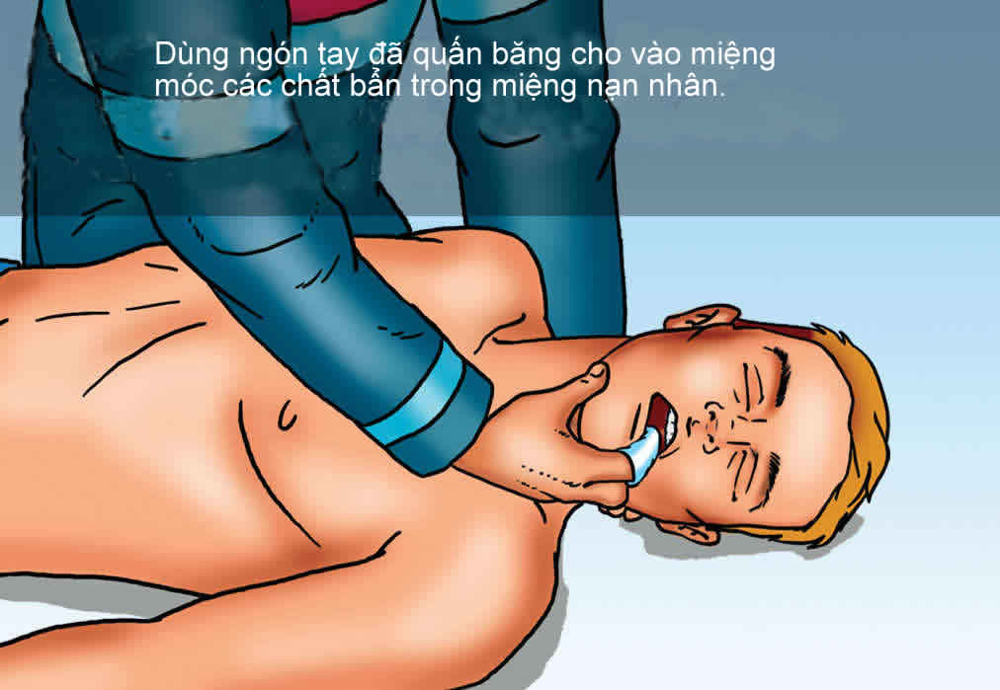 Dùng ngón tay đã quấn băng cho vào miệng
móc các chất bẩn trong miệng nạn nhân.